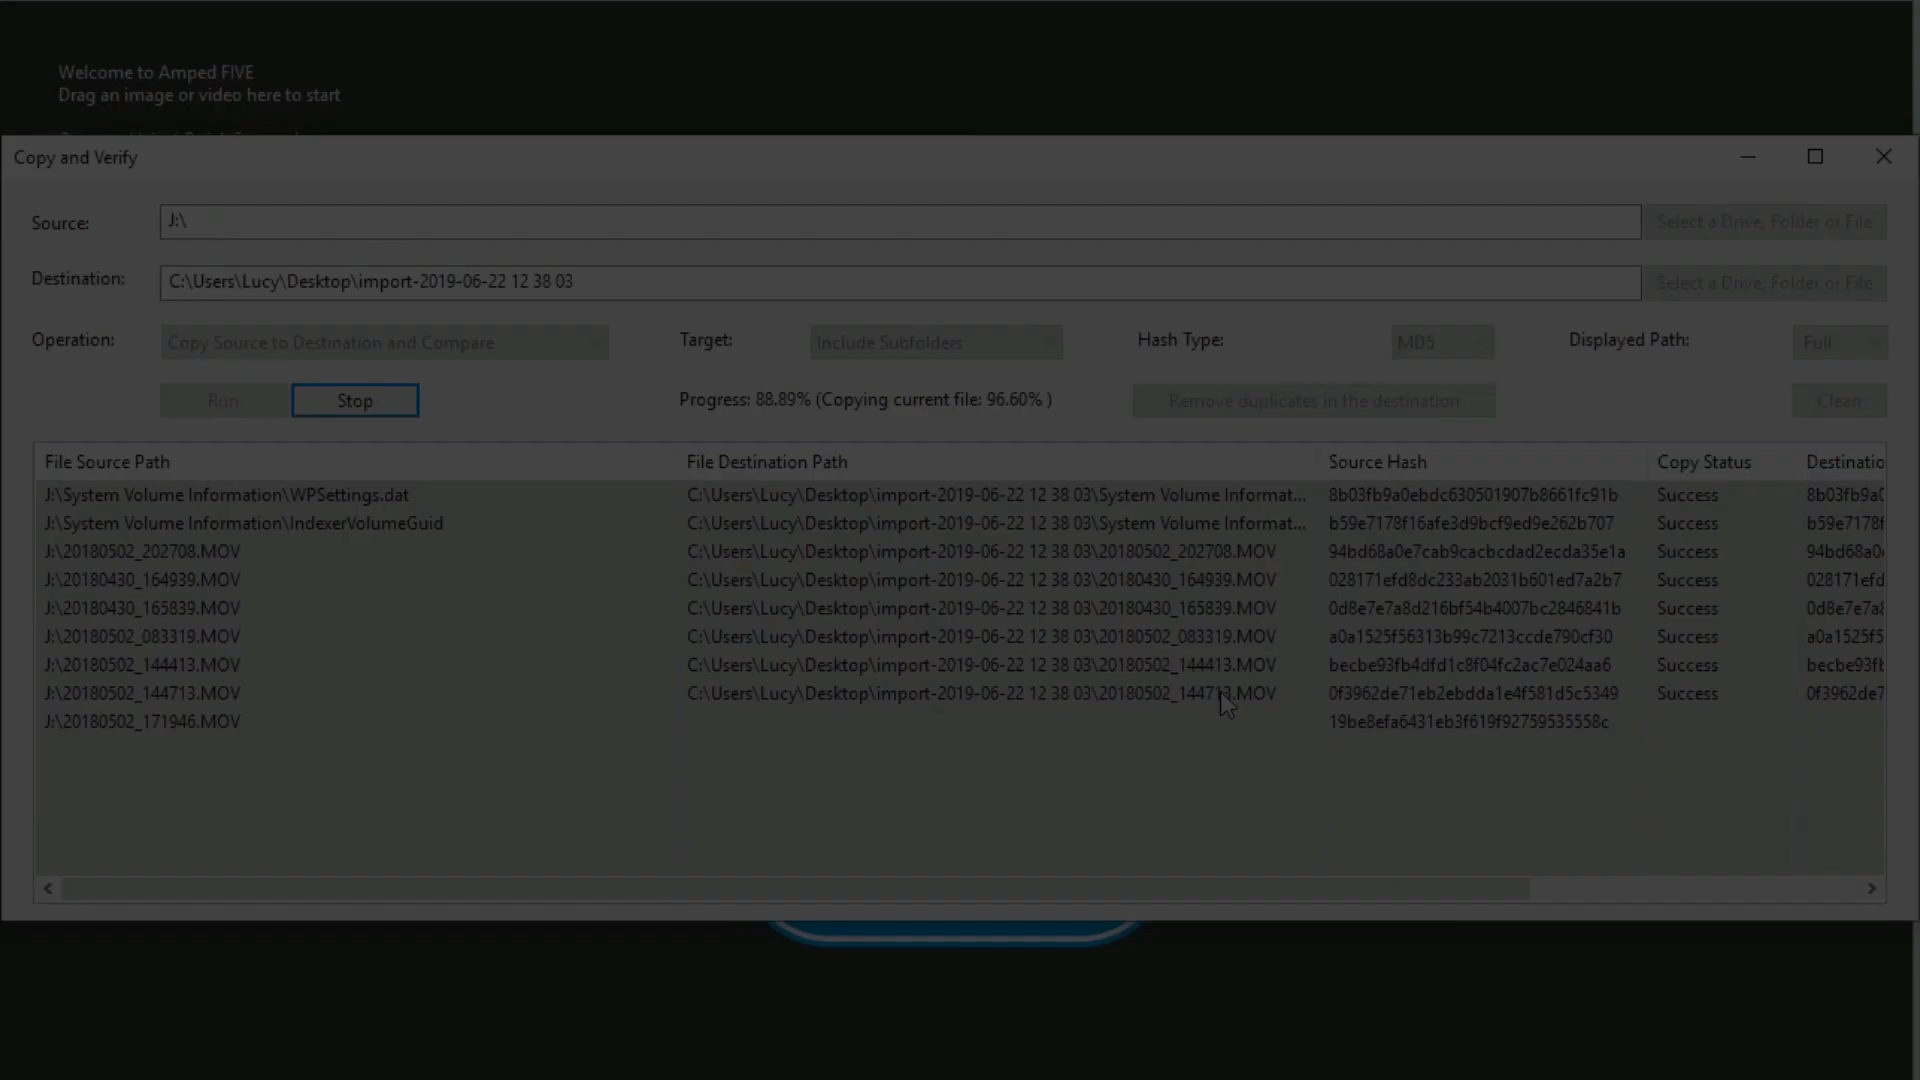 Welcome to Amped FIVE
Drag an image or video here to start
Copy and Verify
Source: J:\ Select a Drive, Folder or File
Destination: C:\Users\Lucy\Desktop\import-2019-06-22 12 38 03 Select a Drive, Folder or File
Operation: Copy Source to Destination and Compare Target: Include Subfolders Hash Type: MD5 Displayed Path: Full
Run Stop Progress: 88.89% (Copying current file: 96.60% ) Remove duplicates in the destination Clean
File Source Path File Destination Path Source Hash Copy Status Destinatio
J:\System Volume Information\WPSettings.dat C:\Users\Lucy\Desktop\import-2019-06-22 12 38 03\System Volume Informat... 8b03fb9a0ebdc630501907b8661fc91b Success 8b03fb9a0
J:\System Volume Information\IndexerVolumeGuid C:\Users\Lucy\Desktop\import-2019-06-22 12 38 03\System Volume Informat... b59e7178f16afe3d9bcf9ed9e262b707 Success b59e7178f
J:\20180502_202708.MOV C:\Users\Lucy\Desktop\import-2019-06-22 12 38 03\20180502_202708.MOV 94bd68a0e7cab9cacbcdad2ecda35e1a Success 94bd68a0
J:\20180430_164939.MOV C:\Users\Lucy\Desktop\import-2019-06-22 12 38 03\20180430_164939.MOV 028171efd8dc233ab2031b601ed7a2b7 Success 028171efd
J:\20180430_165839.MOV C:\Users\Lucy\Desktop\import-2019-06-22 12 38 03\20180430_165839.MOV 0d8e7e7a8d216bf54b4007bc2846841b Success 0d8e7e7a8
J:\20180502_083319.MOV C:\Users\Lucy\Desktop\import-2019-06-22 12 38 03\20180502_083319.MOV a0a1525f56313b99c7213ccde790cf30 Success a0a1525f5
J:\20180502_144413.MOV C:\Users\Lucy\Desktop\import-2019-06-22 12 38 03\20180502_144413.MOV becbe93fb4dfd1c8f04fc2ac7e024aa6 Success becbe93fb
J:\20180502_144713.MOV C:\Users\Lucy\Desktop\import-2019-06-22 12 38 03\20180502_144713.MOV 0f3962de71eb2ebdda1e4f581d5c5349 Success 0f3962de7
J:\20180502_171946.MOV 19be8efa6431eb3f619f92759535558c